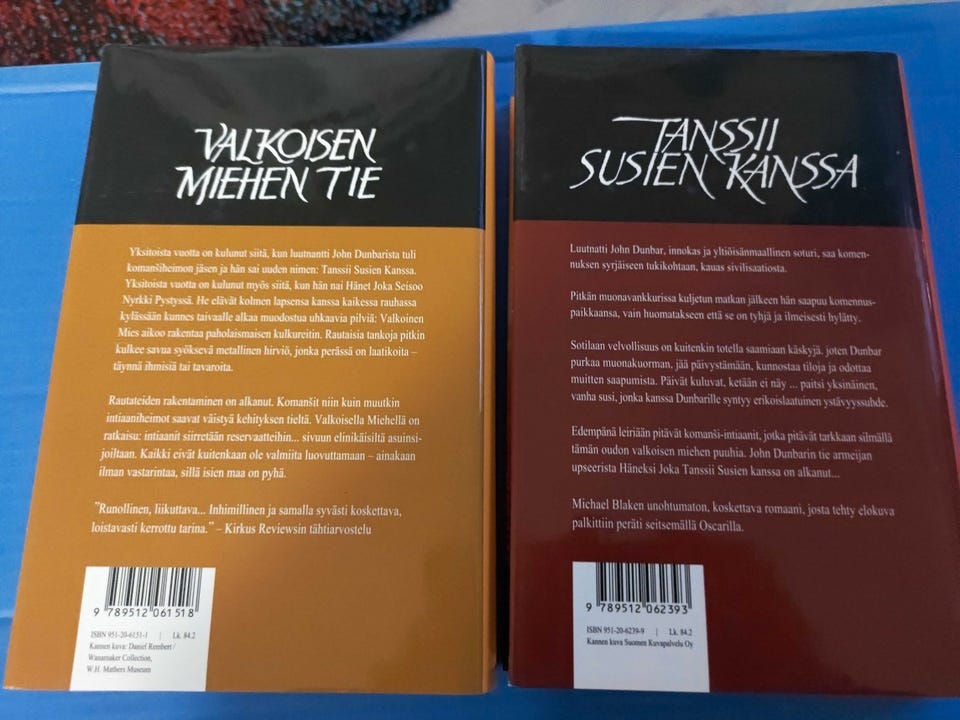 VALKOISEN
MIEHEN TIE
Yksitoista vuotta on kulunut siitä, kun luutnantti John Dunbarista tuli
komanšiheimon jäsen ja hän sai uuden nimen: Tanssii Susien Kanssa.
Yksitoista vuotta on kulunut myös siitä, kun hän nai Hänet Joka Seisoo
Nyrkki Pystyssä. He elävät kolmen lapsensa kanssa kaikessa rauhassa
kylässään kunnes taivaalle alkaa muodostua uhkaavia pilviä: Valkoinen
Mies aikoo rakentaa paholaismaisen kulkureitin. Rautaisia tankoja pitkin
kulkee savua syöksevä metallinen hirviö, jonka perässä on laatikoita –
täynnä ihmisiä tai tavaroita.
Rautateiden rakentaminen on alkanut. Komanšit niin kuin muutkin
intiaaniheimot saavat väistyä kehityksen tieltä. Valkoisella Miehellä on
ratkaisu: intiaanit siirretään reservaatteihin... sivuun elinikäisiltä asuinsi-
joiltaan. Kaikki eivät kuitenkaan ole valmiita luovuttamaan – ainakaan
ilman vastarintaa, sillä isien maa on pyhä.
"Runollinen, liikuttava... Inhimillinen ja samalla syvästi koskettava,
loistavasti kerrottu tarina." – Kirkus Reviewsin tähtiarvostelu
9 789512 061518
ISBN 951-20-6151-1 | Lk. 84.2
Kannen kuva: Daniel Rembert /
Wanamaker Collection,
W.H. Mathers Museum
TANSSII
SUSIEN KANSSA
Luutnatti John Dunbar, innokas ja yltiöisänmaallinen soturi, saa komen-
nuksen syrjäiseen tukikohtaan, kauas sivilisaatiosta.
Pitkän muonavankkurissa kuljetun matkan jälkeen hän saapuu komennus-
paikkaansa, vain huomatakseen että se on tyhjä ja ilmeisesti hylätty.
Sotilaan velvollisuus on kuitenkin totella saamiaan käskyjä. joten Dunbar
purkaa muonakuorman, jää päivystämään, kunnostaa tiloja ja odottaa
muitten saapumista. Päivät kuluvat, ketään ei näy ... paitsi yksinäinen,
vanha susi, jonka kanssa Dunbarille syntyy erikoislaatuinen ystävyyssuhde.
Edempänä leiriään pitävät komanši-intiaanit, jotka pitävät tarkkaan silmällä
tämän oudon valkoisen miehen puuhia. John Dunbarin tie armeijan
upseerista Häneksi Joka Tanssii Susien kanssa on alkanut...
Michael Blaken unohtumaton, koskettava romaani, josta tehty elokuva
palkittiin peräti seitsemällä Oscarilla.
9 789512 062393
ISBN 951-20-6239-9 | Lk. 84.2
Kannen kuva Suomen Kuvapalvelu Oy